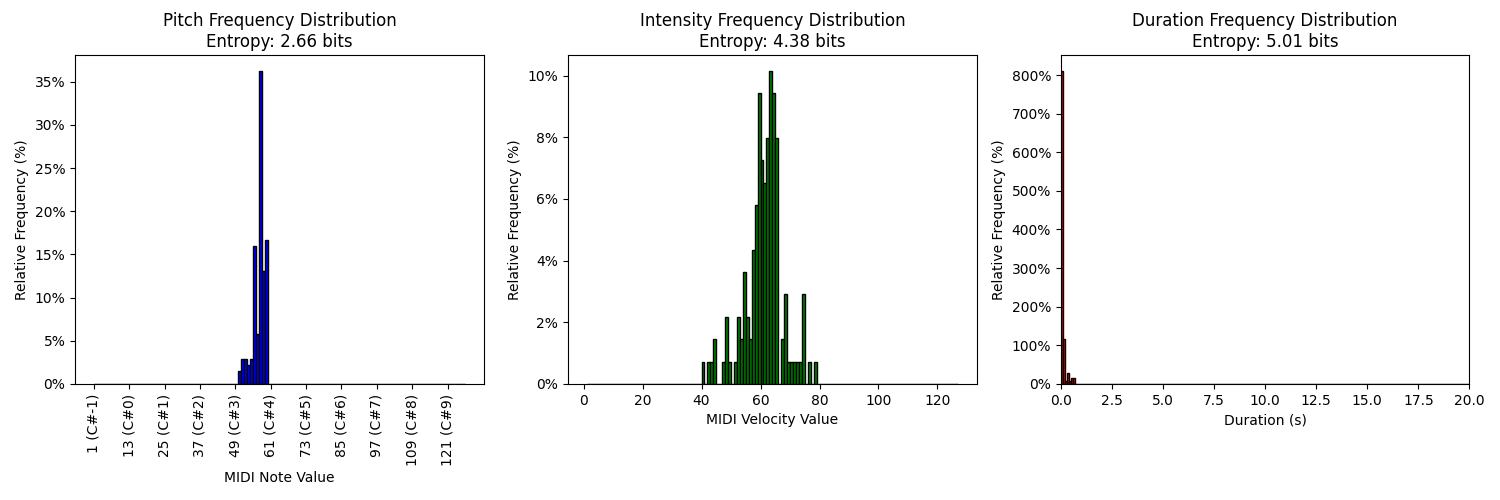 Pitch Frequency Distribution
Entropy: 2.66 bits
Relative Frequency (%)
35%
30%
25%
20%
15%
10%
5%
0%
1 (C#-1)
13 (C#0)
25 (C#1)
37 (C#2)
49 (C#3)
61 (C#4)
73 (C#5)
85 (C#6)
97 (C#7)
109 (C#8)
121 (C#9)
MIDI Note Value
Intensity Frequency Distribution
Entropy: 4.38 bits
Relative Frequency (%)
10%
8%
6%
4%
2%
0%
0 20 40 60 80 100 120
MIDI Velocity Value
Duration Frequency Distribution
Entropy: 5.01 bits
Relative Frequency (%)
800%
700%
600%
500%
400%
300%
200%
100%
0%
0.0 2.5 5.0 7.5 10.0 12.5 15.0 17.5 20.0
Duration (s)